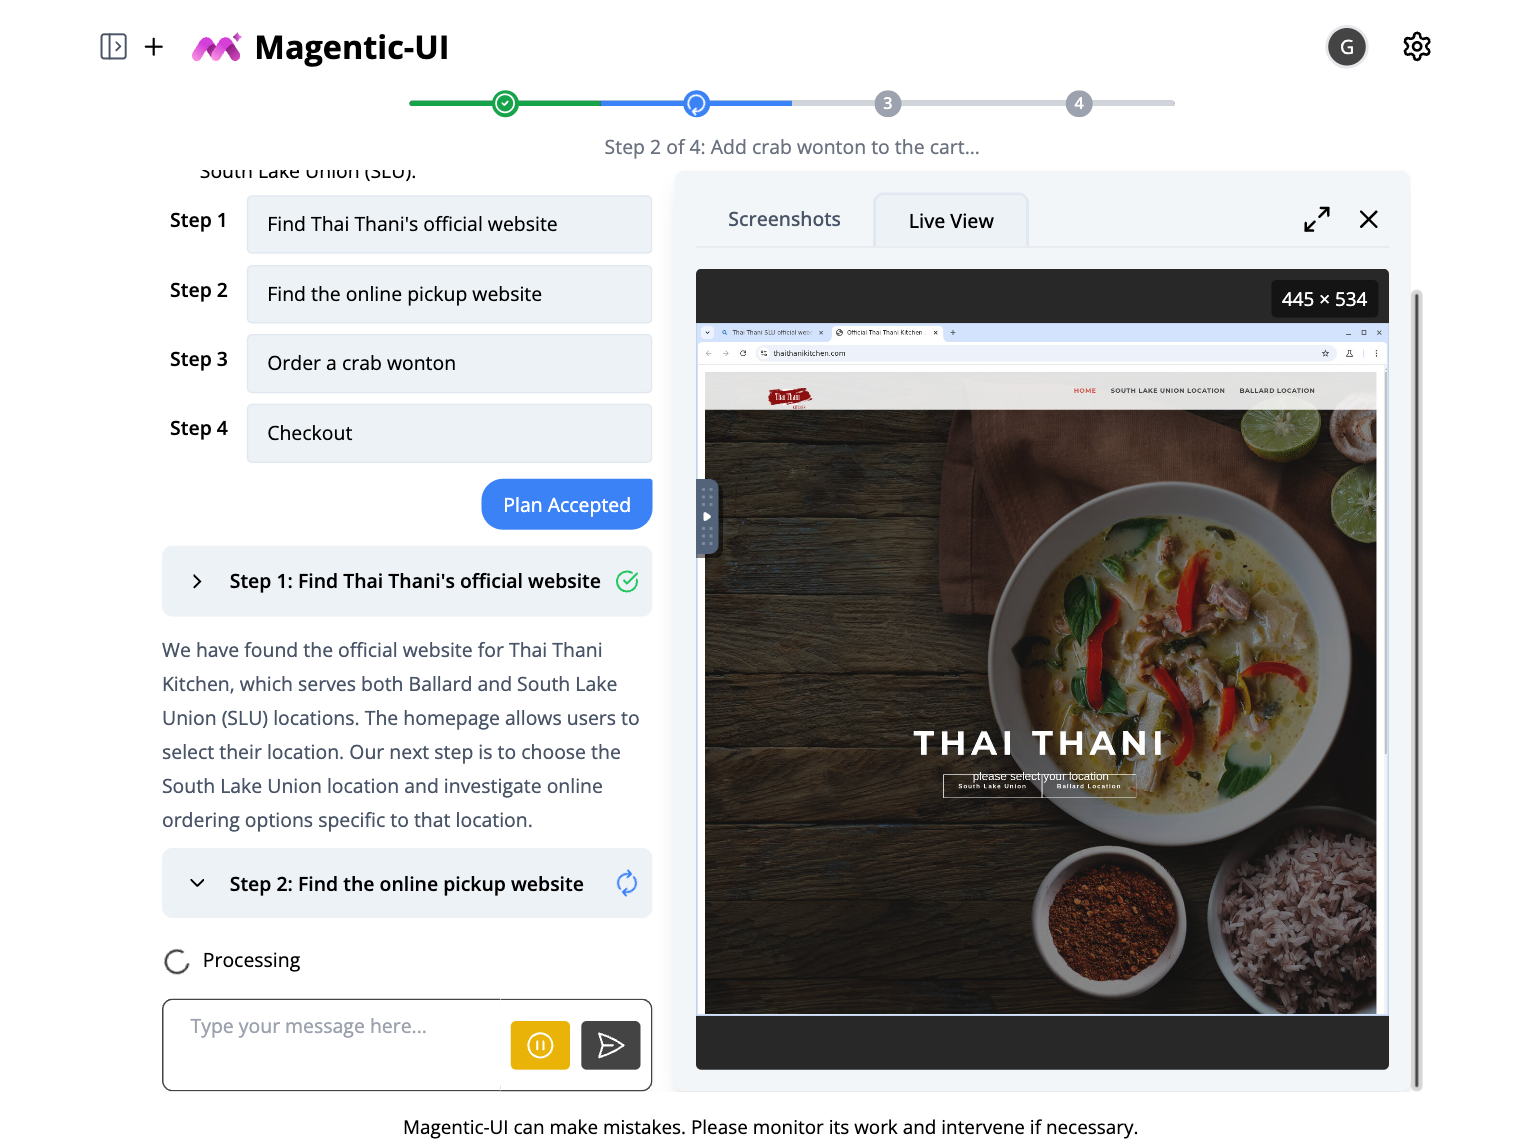 Magentic-UI
G
3
4
Step 2 of 4: Add crab wonton to the cart...
South Lake Union (SLU).
Step 1
Find Thai Thani's official website
Step 2
Find the online pickup website
Step 3
Order a crab wonton
Step 4
Checkout
Plan Accepted
Step 1: Find Thai Thani's official website
We have found the official website for Thai Thani
Kitchen, which serves both Ballard and South Lake
Union (SLU) locations. The homepage allows users to
select their location. Our next step is to choose the
South Lake Union location and investigate online
ordering options specific to that location.
Step 2: Find the online pickup website
Processing
Type your message here...
Screenshots
Live View
445 × 534
Thai Thani SLU official web
Official Thai Thani Kitchen
thaithanikitchen.com
Thai Thani
KITCHEN
HOME
SOUTH LAKE UNION LOCATION
BALLARD LOCATION
THAI THANI
please select your location
South Lake Union
Ballard Location
Magentic-UI can make mistakes. Please monitor its work and intervene if necessary.